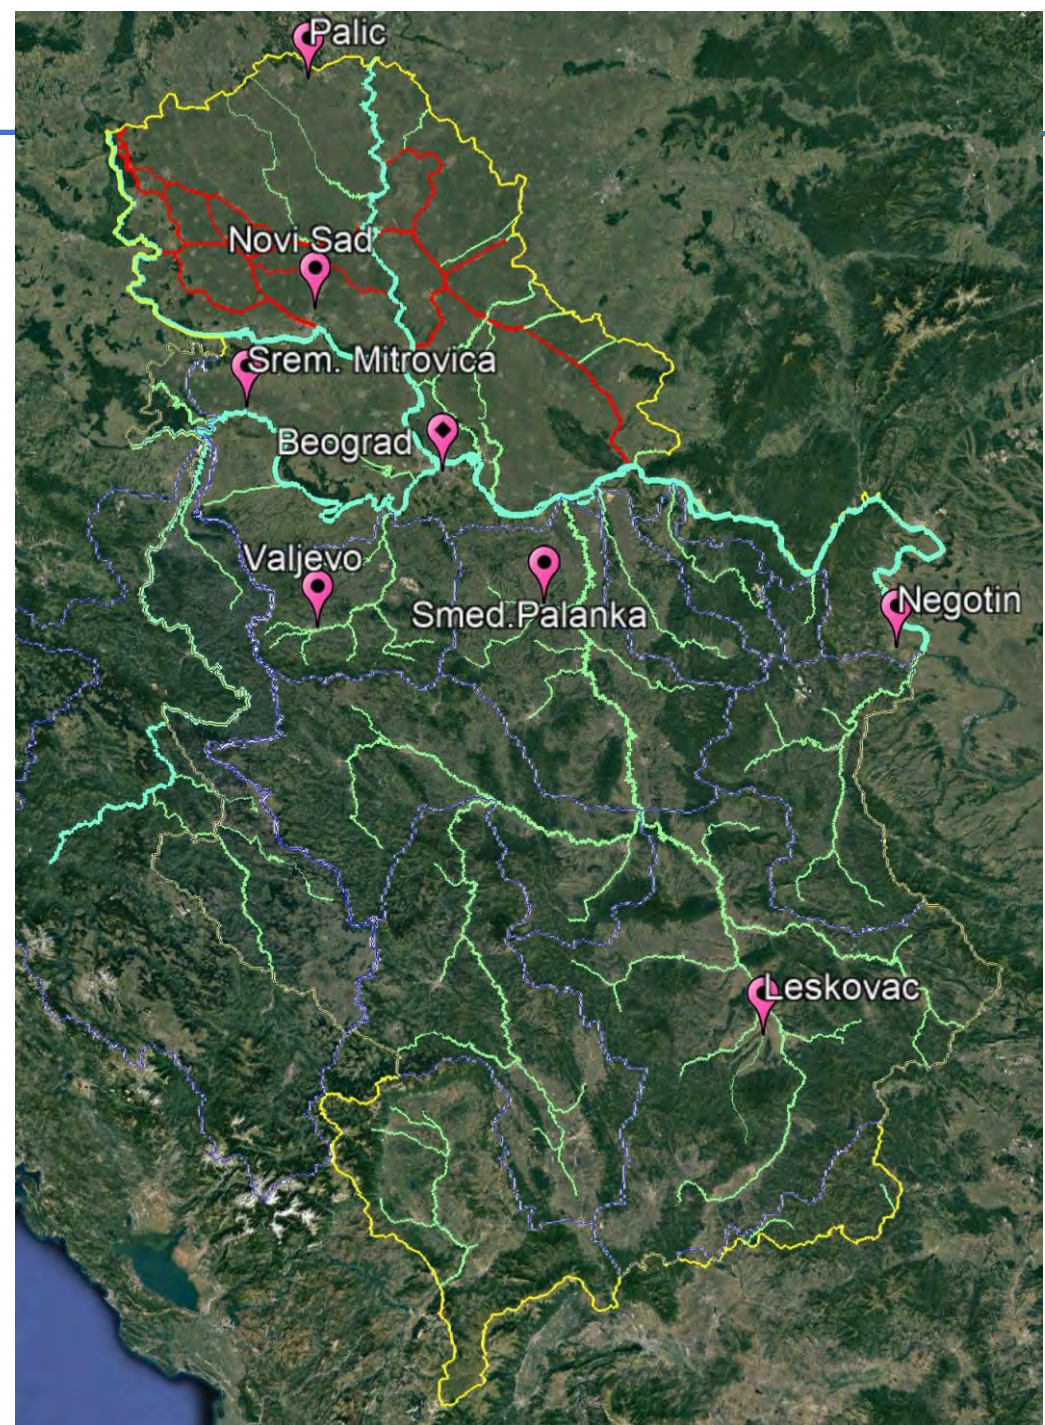 Palic
Novi Sad
Srem. Mitrovica
Beograd
Valjevo
Smed.Palanka
Negotin
Leskovac